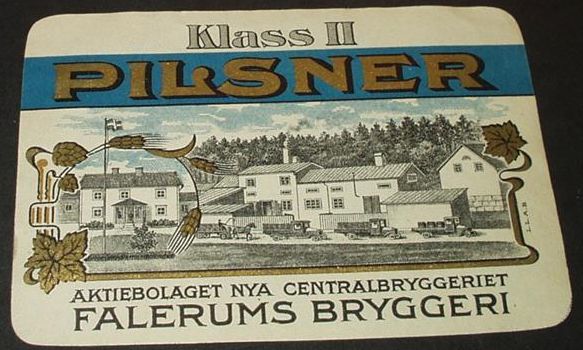 Klass II
PILSNER
L.L.A.B.
AKTIEBOLAGET NYA CENTRALBRYGGERIET
FALERUMS BRYGGERI